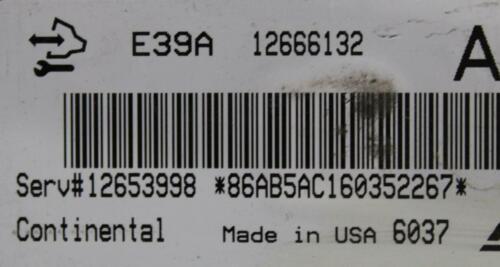 E39A 12666132 A
Serv#12653998 *86AB5AC160352267*
Continental Made in USA 6037